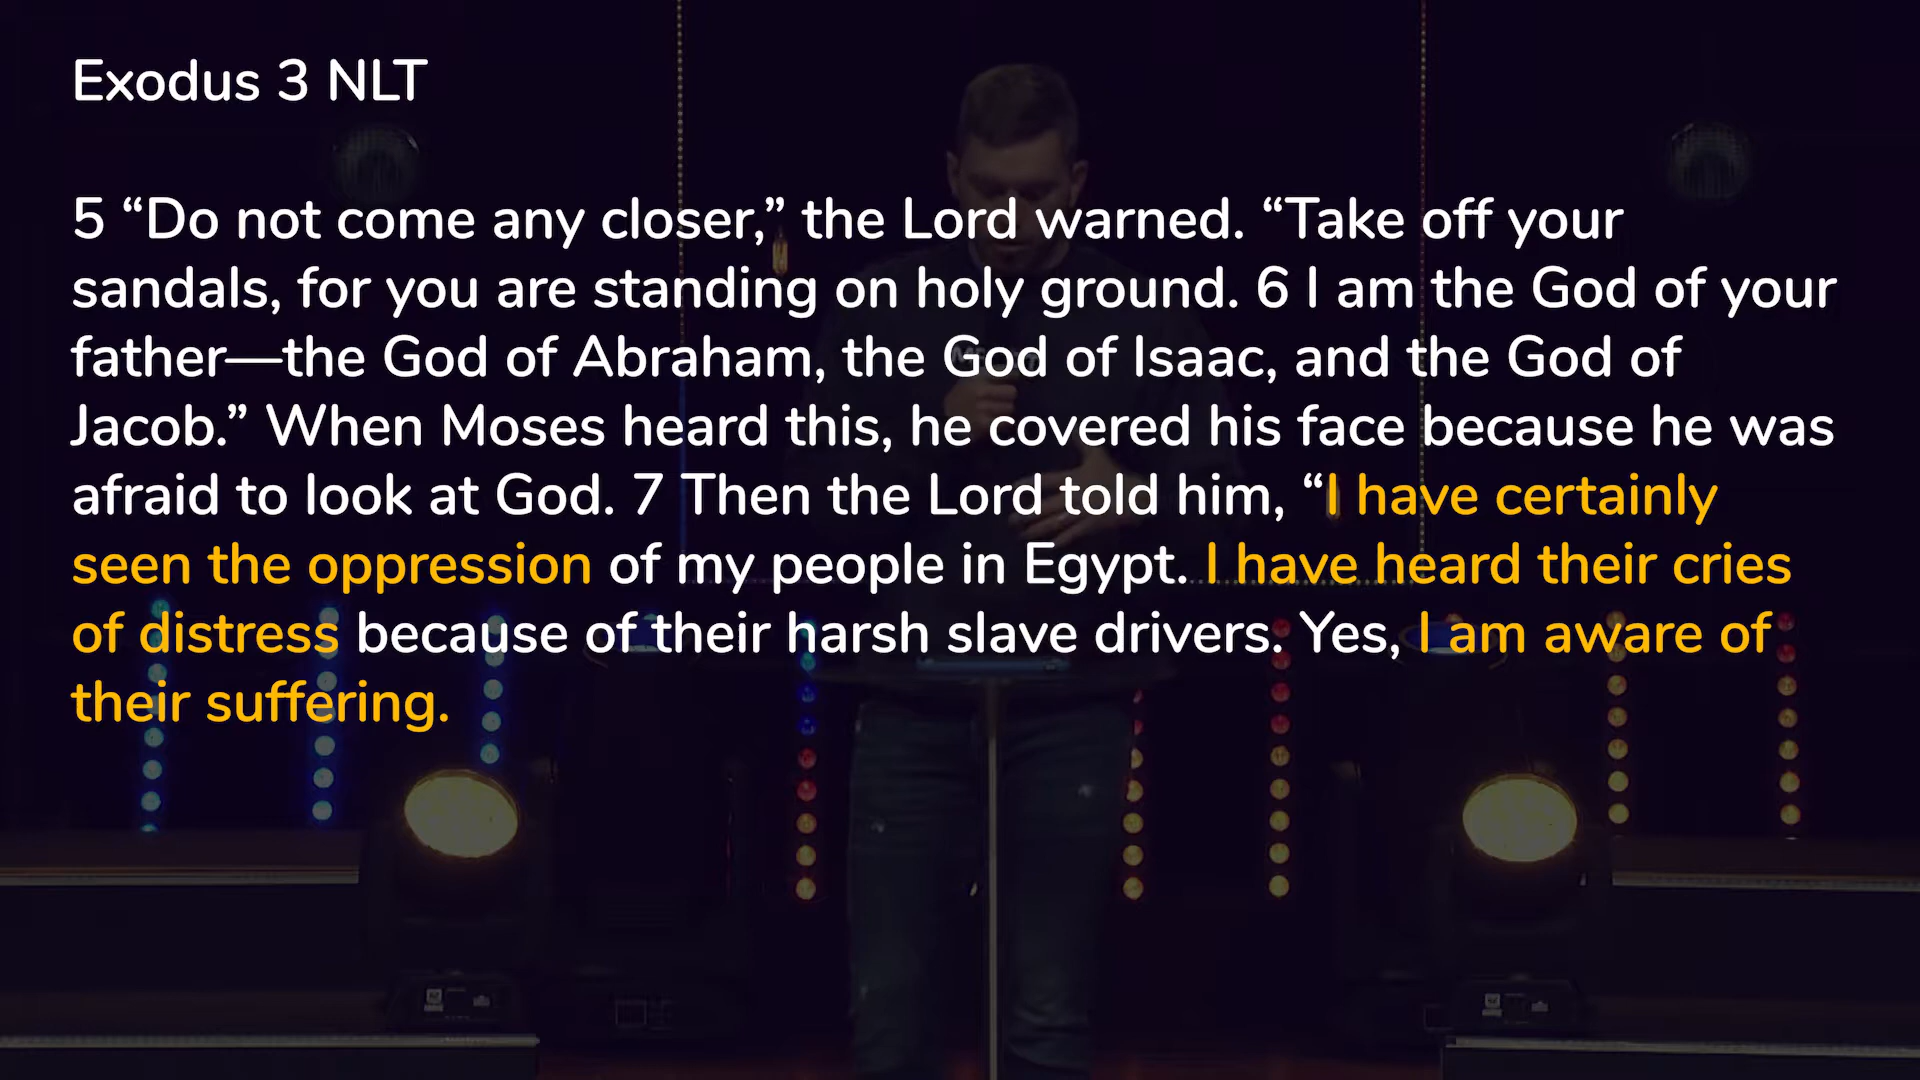 Exodus 3 NLT
5 “Do not come any closer,” the Lord warned. “Take off your
sandals, for you are standing on holy ground. 6 I am the God of your
father—the God of Abraham, the God of Isaac, and the God of
Jacob.” When Moses heard this, he covered his face because he was
afraid to look at God. 7 Then the Lord told him, “I have certainly
seen the oppression of my people in Egypt. I have heard their cries
of distress because of their harsh slave drivers. Yes, I am aware of
their suffering.